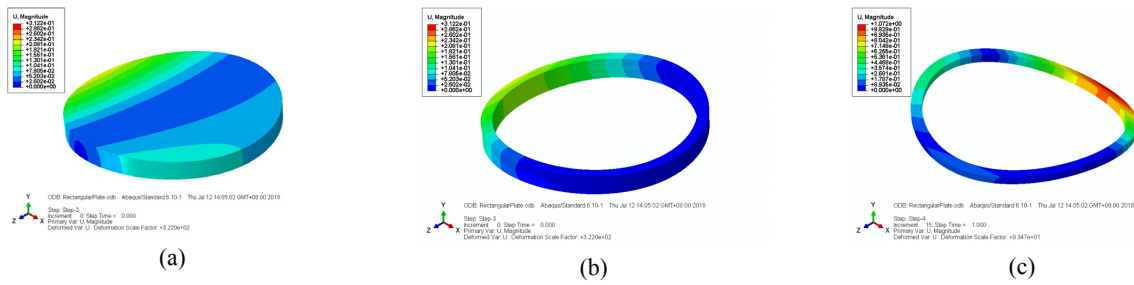 U, Magnitude
+3.122e-01
+2.862e-01
+2.602e-01
+2.342e-01
+2.081e-01
+1.821e-01
+1.561e-01
+1.301e-01
+1.041e-01
+7.805e-02
+5.203e-02
+2.602e-02
+0.000e+00
ODB: RectangularPlate.odb Abaqus/Standard 6.10-1 Thu Jul 12 14:05:02 GMT+08:00 2018
Y
Z X
Step: Step-2
Increment 0: Step Time = 0.000
Primary Var: U, Magnitude
Deformed Var: U Deformation Scale Factor: +3.220e+02
(a)
U, Magnitude
+3.122e-01
+2.862e-01
+2.602e-01
+2.342e-01
+2.081e-01
+1.821e-01
+1.561e-01
+1.301e-01
+1.041e-01
+7.805e-02
+5.203e-02
+2.602e-02
+0.000e+00
ODB: RectangularPlate.odb Abaqus/Standard 6.10-1 Thu Jul 12 14:05:02 GMT+08:00 2018
Y
Z X
Step: Step-3
Increment 0: Step Time = 0.000
Primary Var: U, Magnitude
Deformed Var: U Deformation Scale Factor: +3.220e+02
(b)
U, Magnitude
+1.072e+00
+9.829e-01
+8.935e-01
+8.042e-01
+7.148e-01
+6.255e-01
+5.361e-01
+4.468e-01
+3.574e-01
+2.681e-01
+1.787e-01
+8.935e-02
+0.000e+00
ODB: RectangularPlate.odb Abaqus/Standard 6.10-1 Thu Jul 12 14:05:02 GMT+08:00 2018
Y
Z X
Step: Step-4
Increment 15: Step Time = 1.000
Primary Var: U, Magnitude
Deformed Var: U Deformation Scale Factor: +9.347e+01
(c)